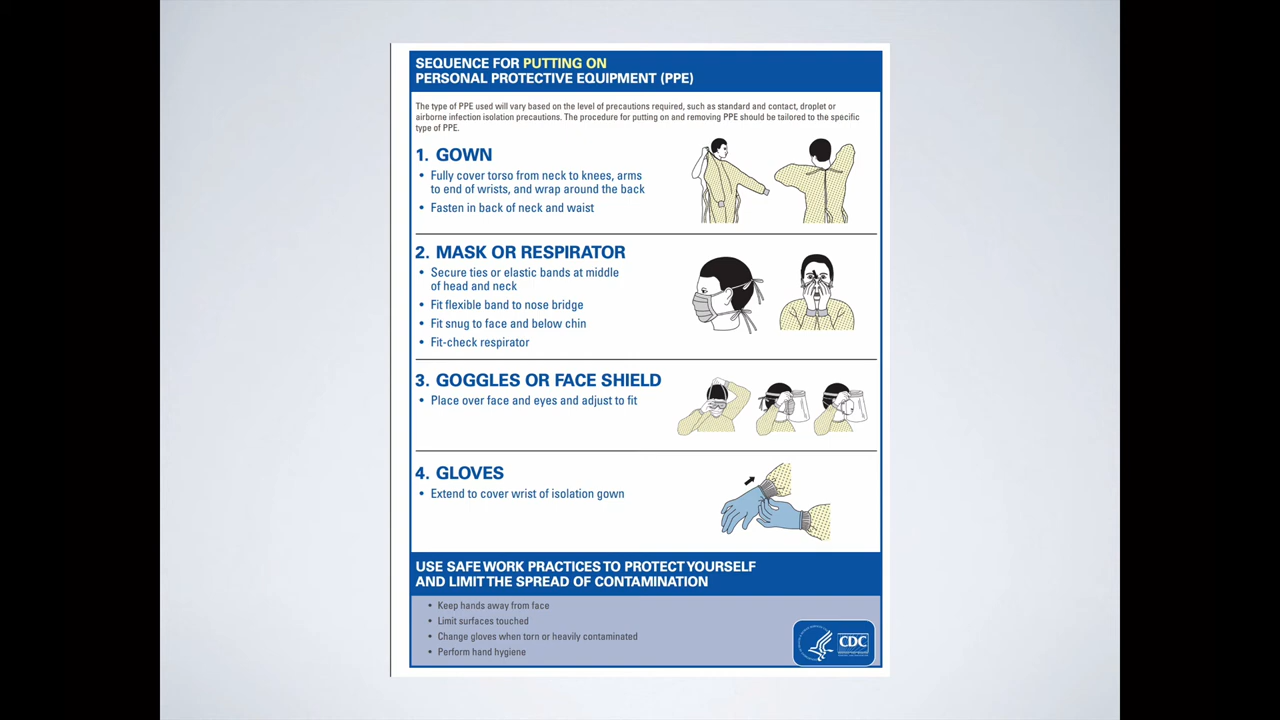 SEQUENCE FOR PUTTING ON
PERSONAL PROTECTIVE EQUIPMENT (PPE)
The type of PPE used will vary based on the level of precautions required, such as standard and contact, droplet or
airborne infection isolation precautions. The procedure for putting on and removing PPE should be tailored to the specific
type of PPE.
1. GOWN
• Fully cover torso from neck to knees, arms
to end of wrists, and wrap around the back
• Fasten in back of neck and waist
2. MASK OR RESPIRATOR
• Secure ties or elastic bands at middle
of head and neck
• Fit flexible band to nose bridge
• Fit snug to face and below chin
• Fit-check respirator
3. GOGGLES OR FACE SHIELD
• Place over face and eyes and adjust to fit
4. GLOVES
• Extend to cover wrist of isolation gown
USE SAFE WORK PRACTICES TO PROTECT YOURSELF
AND LIMIT THE SPREAD OF CONTAMINATION
• Keep hands away from face
• Limit surfaces touched
• Change gloves when torn or heavily contaminated
• Perform hand hygiene
CDC